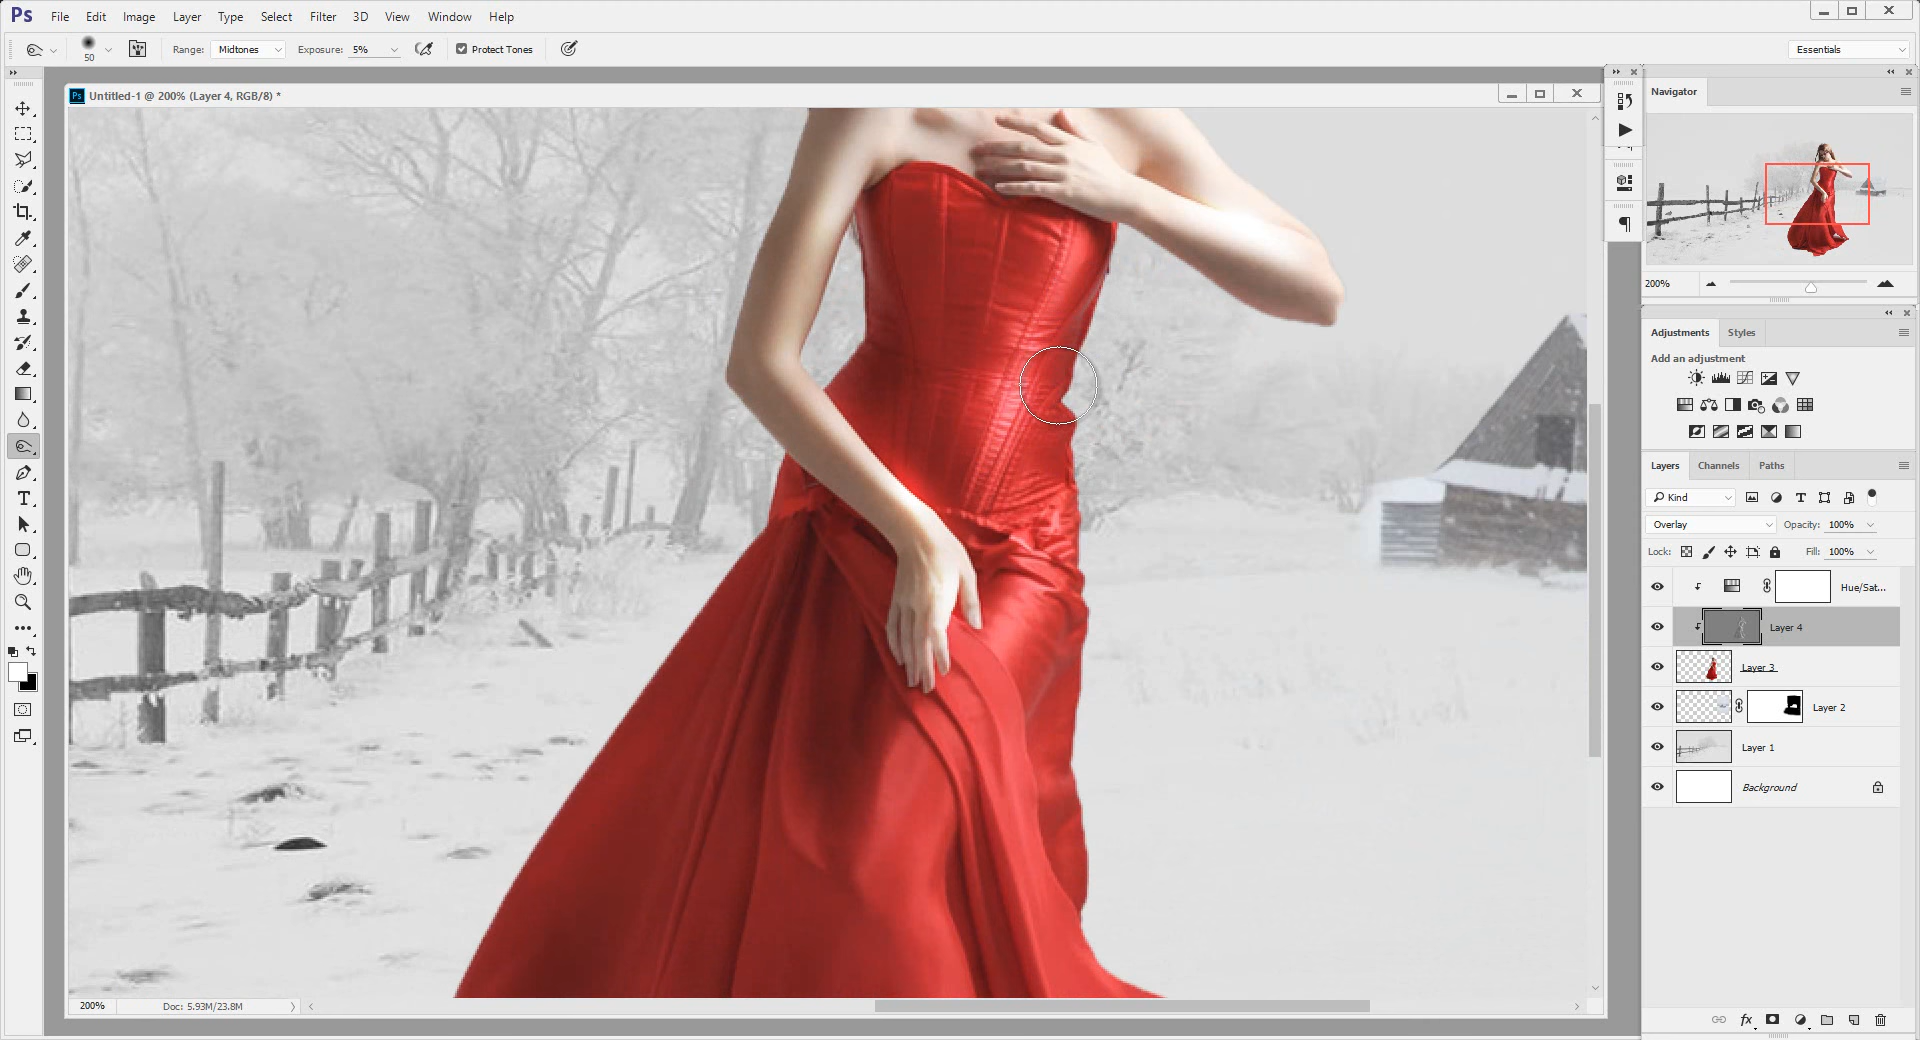 Ps File Edit Image Layer Type Select Filter 3D View Window Help
50 Range: Midtones Exposure: 5% Protect Tones Essentials
Ps Untitled-1 @ 200% (Layer 4, RGB/8) *
Navigator
200%
Adjustments Styles
Add an adjustment
Layers Channels Paths
Kind
Overlay Opacity: 100%
Lock: Fill: 100%
Hue/Sat...
Layer 4
Layer 3
Layer 2
Layer 1
Background
200% Doc: 5.93M/23.8M
fx